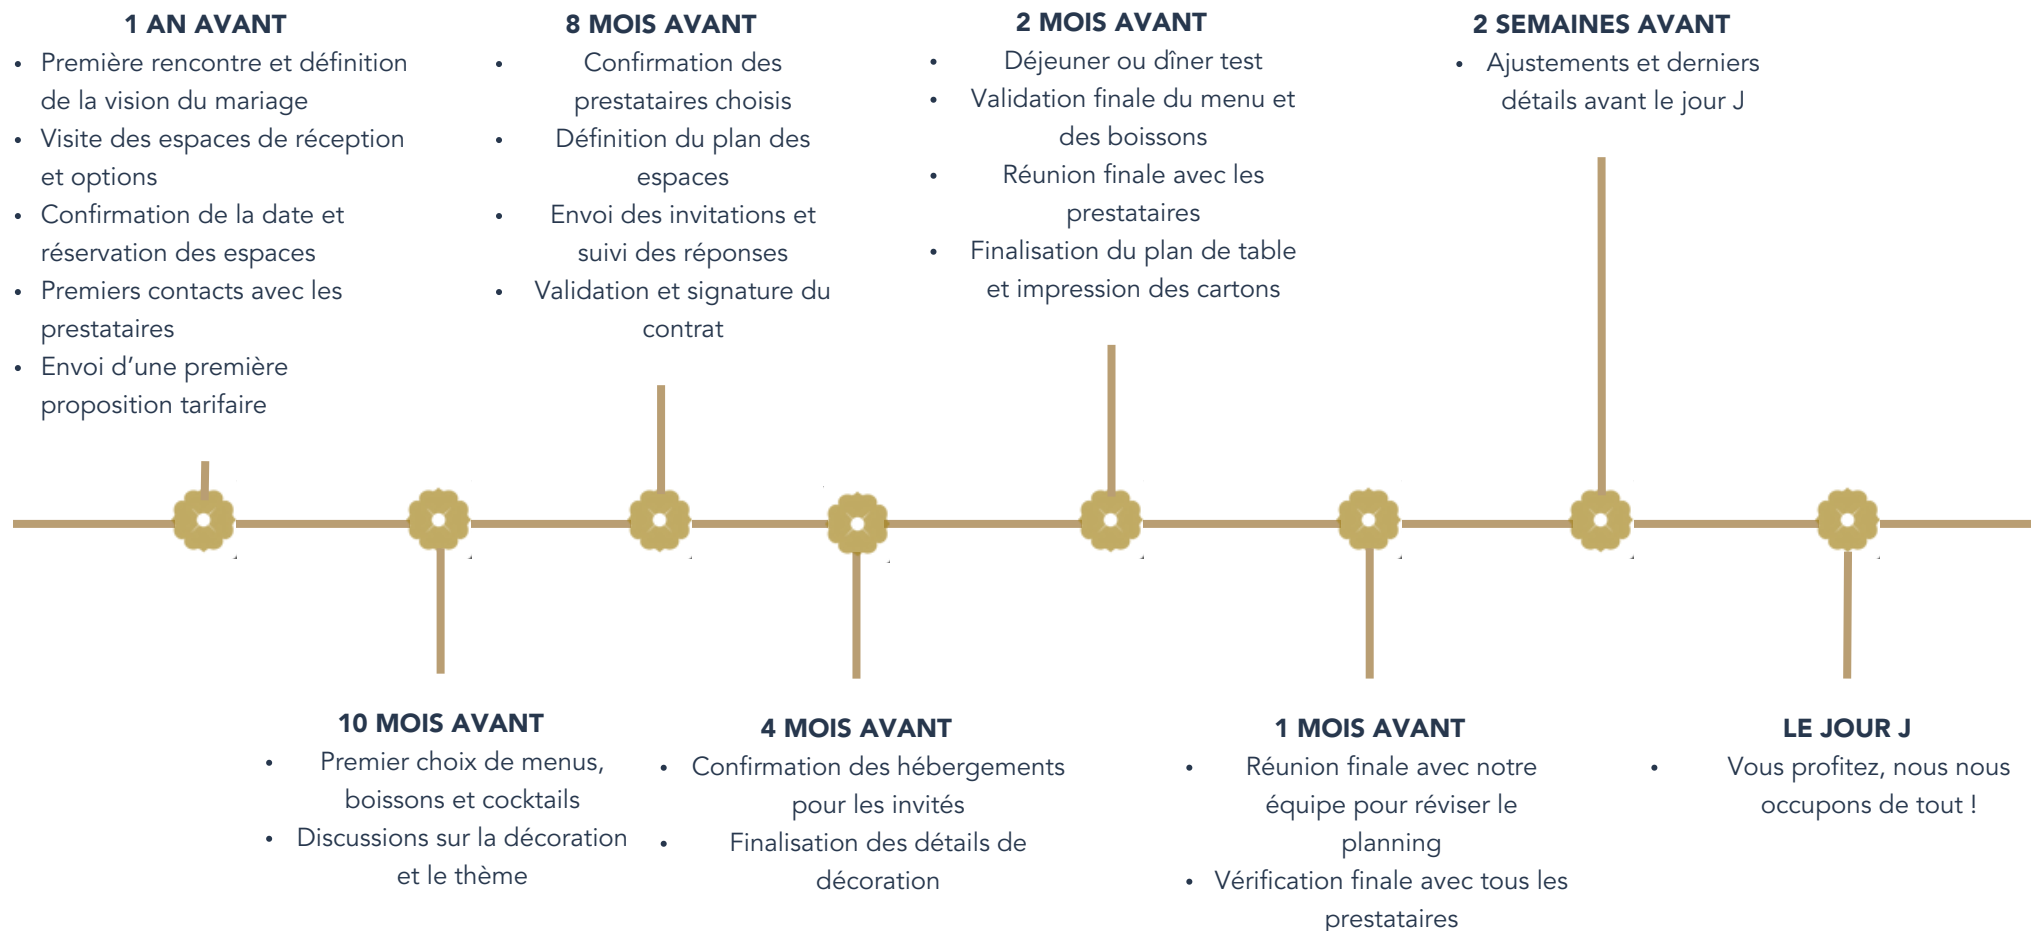 1 AN AVANT
• Première rencontre et définition
de la vision du mariage
• Visite des espaces de réception
et options
• Confirmation de la date et
réservation des espaces
• Premiers contacts avec les
prestataires
• Envoi d’une première
proposition tarifaire
8 MOIS AVANT
• Confirmation des
prestataires choisis
• Définition du plan des
espaces
• Envoi des invitations et
suivi des réponses
• Validation et signature du
contrat
2 MOIS AVANT
• Déjeuner ou dîner test
• Validation finale du menu et
des boissons
• Réunion finale avec les
prestataires
• Finalisation du plan de table
et impression des cartons
2 SEMAINES AVANT
• Ajustements et derniers
détails avant le jour J
10 MOIS AVANT
• Premier choix de menus,
boissons et cocktails
• Discussions sur la décoration
et le thème
4 MOIS AVANT
• Confirmation des hébergements
pour les invités
• Finalisation des détails de
décoration
1 MOIS AVANT
• Réunion finale avec notre
équipe pour réviser le
planning
• Vérification finale avec tous les
prestataires
LE JOUR J
• Vous profitez, nous nous
occupons de tout !